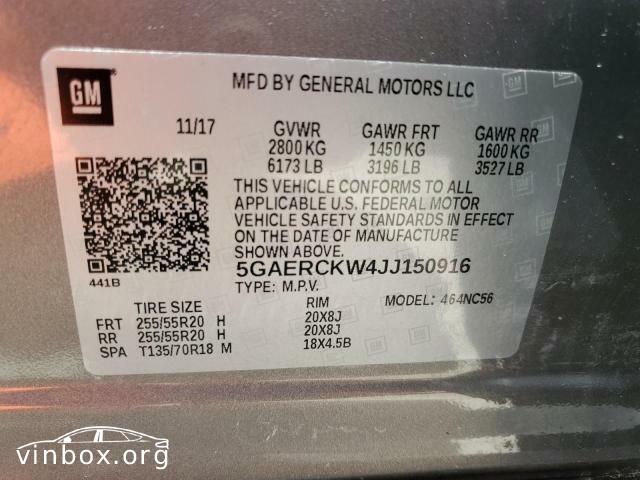 GM
MFD BY GENERAL MOTORS LLC
11/17 GVWR GAWR FRT GAWR RR
2800 KG 1450 KG 1600 KG
6173 LB 3196 LB 3527 LB
THIS VEHICLE CONFORMS TO ALL
APPLICABLE U.S. FEDERAL MOTOR
VEHICLE SAFETY STANDARDS IN EFFECT
ON THE DATE OF MANUFACTURE
SHOWN ABOVE.
5GAERCKW4JJ150916
441B
TYPE: M.P.V. MODEL: 464NC56
TIRE SIZE RIM
FRT 255/55R20 H 20X8J
RR 255/55R20 H 20X8J
SPA T135/70R18 M 18X4.5B
vinbox.org